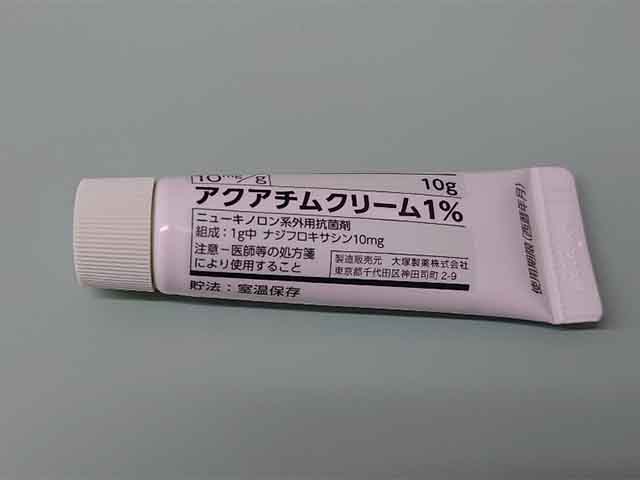 10mg/g
10g
アクアチムクリーム1%
ニューキノロン系外用抗菌剤
組成：1g中 ナジフロキサシン10mg
注意－医師等の処方箋
により使用すること
製造販売元 大塚製薬株式会社
東京都千代田区神田司町2-9
貯法：室温保存
使用期限（西暦年月）